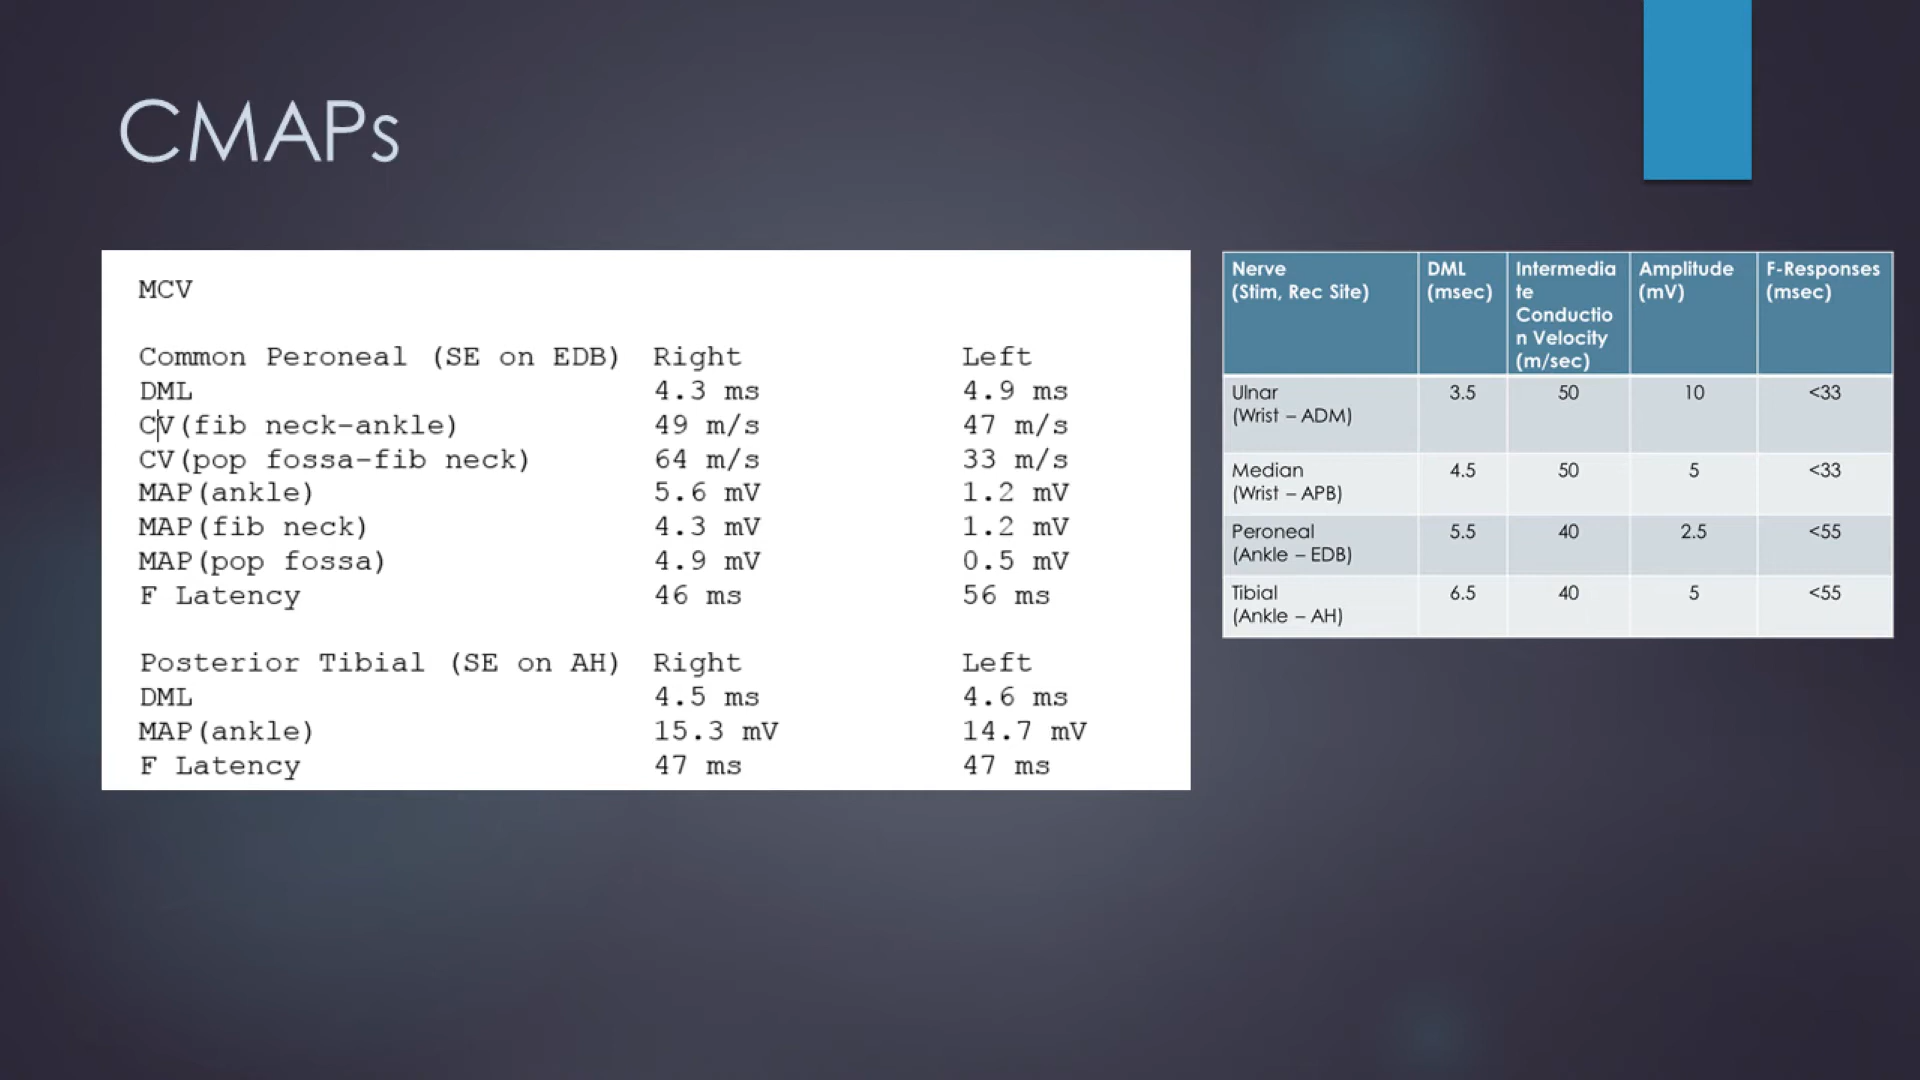 CMAPs
MCV
Common Peroneal (SE on EDB) Right Left
DML 4.3 ms 4.9 ms
CV(fib neck-ankle) 49 m/s 47 m/s
CV(pop fossa-fib neck) 64 m/s 33 m/s
MAP(ankle) 5.6 mV 1.2 mV
MAP(fib neck) 4.3 mV 1.2 mV
MAP(pop fossa) 4.9 mV 0.5 mV
F Latency 46 ms 56 ms
Posterior Tibial (SE on AH) Right Left
DML 4.5 ms 4.6 ms
MAP(ankle) 15.3 mV 14.7 mV
F Latency 47 ms 47 ms
Nerve DML Intermedia Amplitude F-Responses
(Stim, Rec Site) (msec) te (mV) (msec)
Conductio
n Velocity
(m/sec)
Ulnar 3.5 50 10 <33
(Wrist – ADM)
Median 4.5 50 5 <33
(Wrist – APB)
Peroneal 5.5 40 2.5 <55
(Ankle – EDB)
Tibial 6.5 40 5 <55
(Ankle – AH)